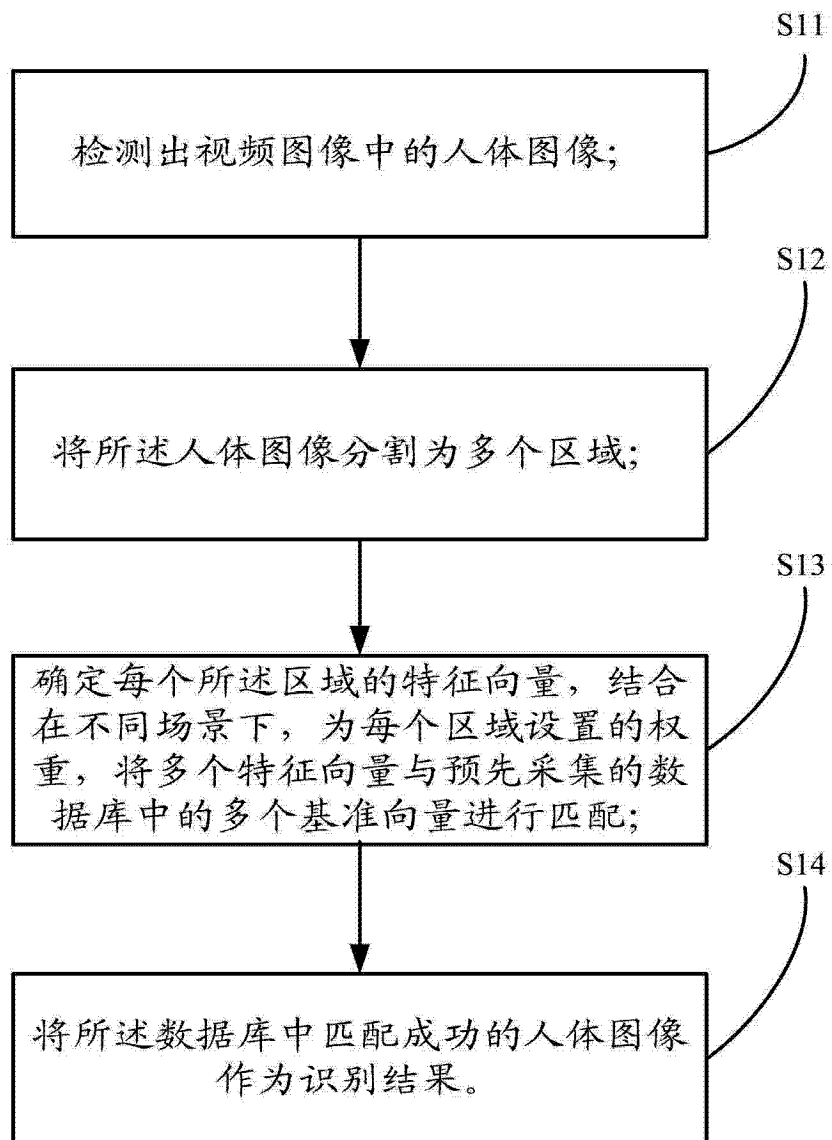 S11
检测出视频图像中的人体图像;
S12
将所述人体图像分割为多个区域;
S13
确定每个所述区域的特征向量，结合
在不同场景下，为每个区域设置的权
重，将多个特征向量与预先采集的数
据库中的多个基准向量进行匹配;
S14
将所述数据库中匹配成功的人体图像
作为识别结果。